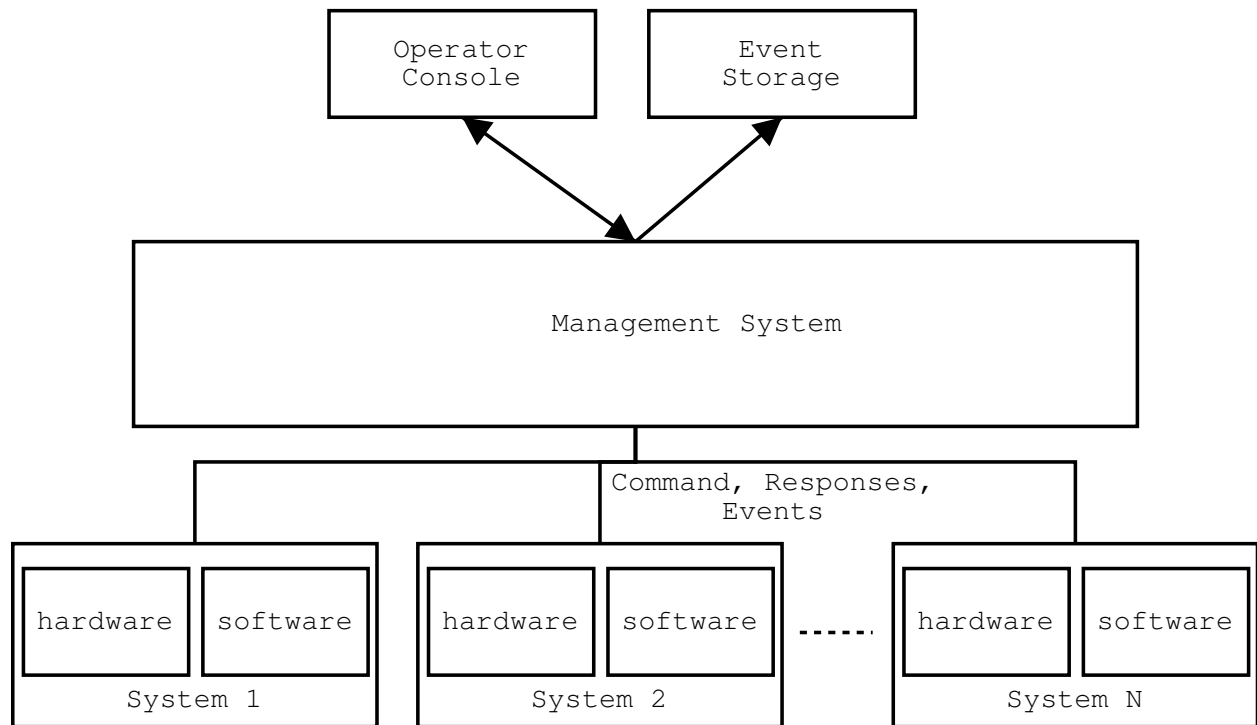 Operator
Console
Event
Storage
Management System
Command, Responses,
Events
hardware
software
System 1
hardware
software
System 2
hardware
software
System N